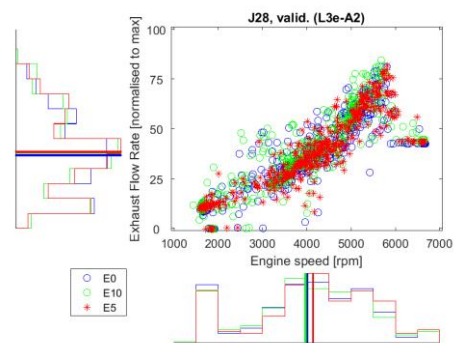 J28, valid. (L3e-A2)
100
75
50
25
0
Exhaust Flow Rate [normalised to max]
1000 2000 3000 4000 5000 6000 7000
Engine speed [rpm]
E0
E10
E5